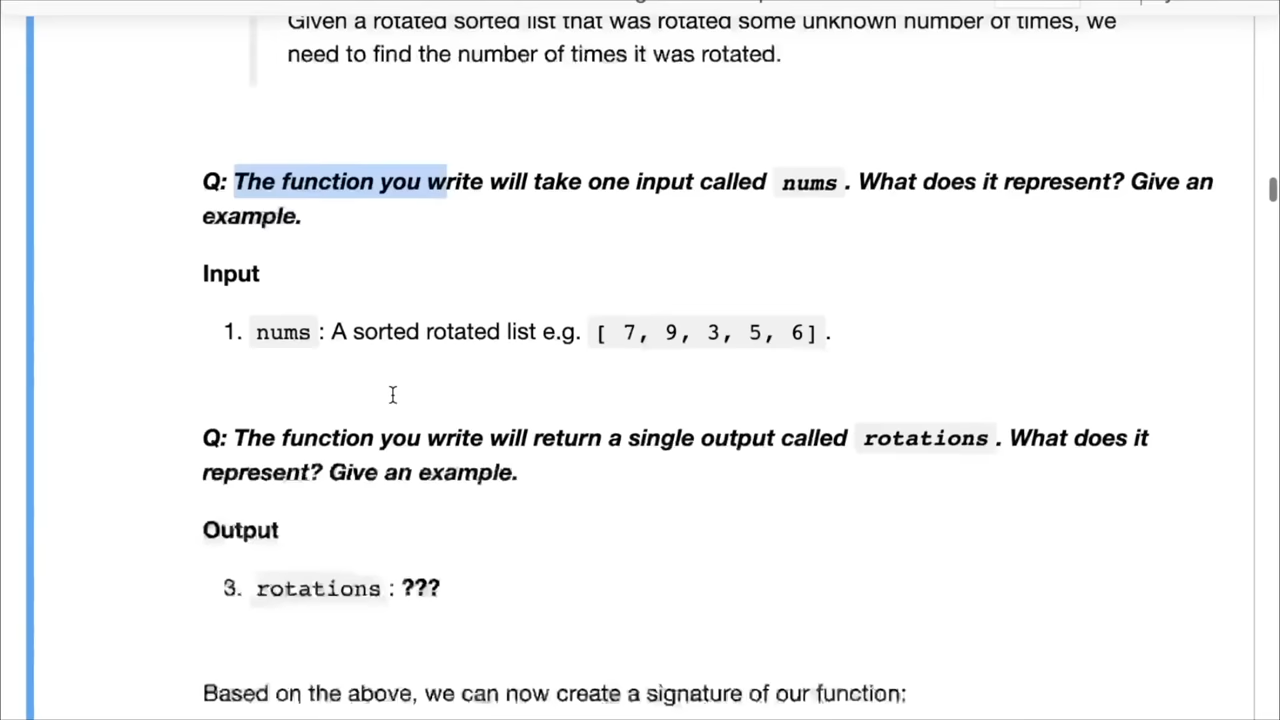 Given a rotated sorted list that was rotated some unknown number of times, we
need to find the number of times it was rotated.
Q: The function you write will take one input called nums . What does it represent? Give an
example.
Input
1. nums : A sorted rotated list e.g. [ 7, 9, 3, 5, 6] .
Q: The function you write will return a single output called rotations . What does it
represent? Give an example.
Output
3. rotations : ???
Based on the above, we can now create a signature of our function: